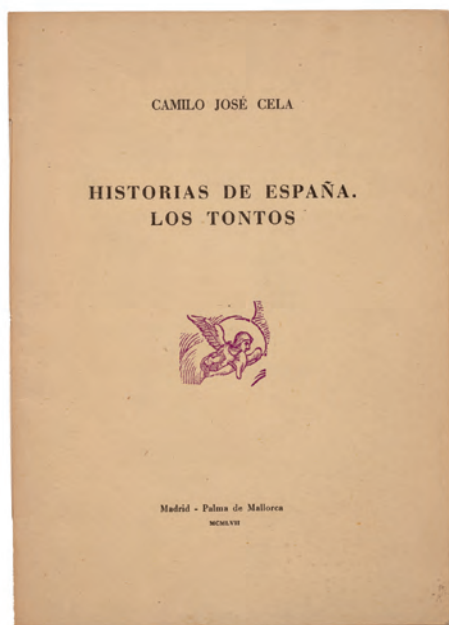 CAMILO JOSÉ CELA
HISTORIAS DE ESPAÑA.
LOS TONTOS
Madrid - Palma de Mallorca
MCMLVII